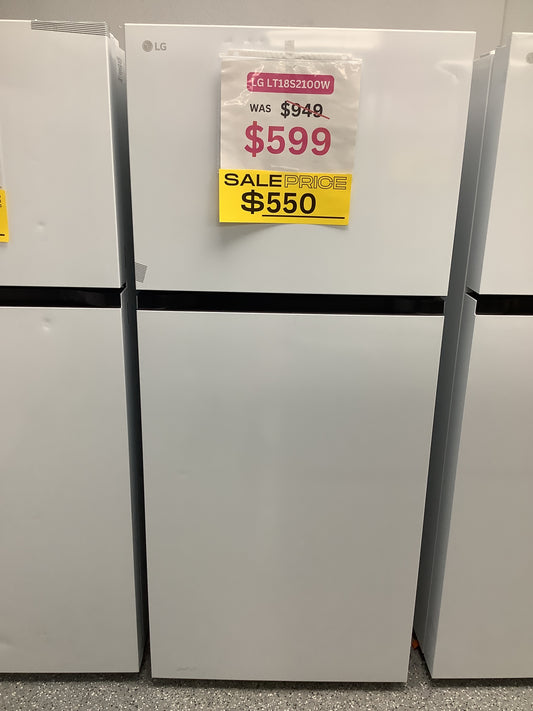 LG
LG LT18S2100W
WAS $949
$599
SALE PRICE
$550